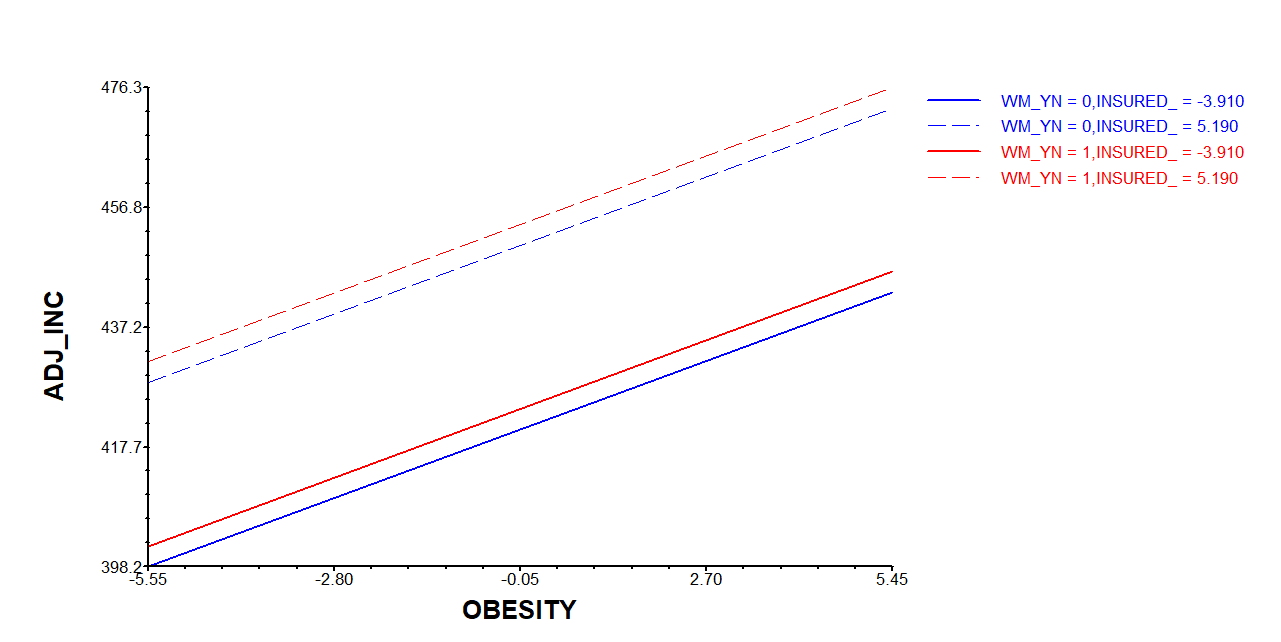 476.3
456.8
437.2
417.7
398.2
ADJ_INC
-5.55
-2.80
-0.05
2.70
5.45
OBESITY
WM_YN = 0,INSURED_ = -3.910
WM_YN = 0,INSURED_ = 5.190
WM_YN = 1,INSURED_ = -3.910
WM_YN = 1,INSURED_ = 5.190